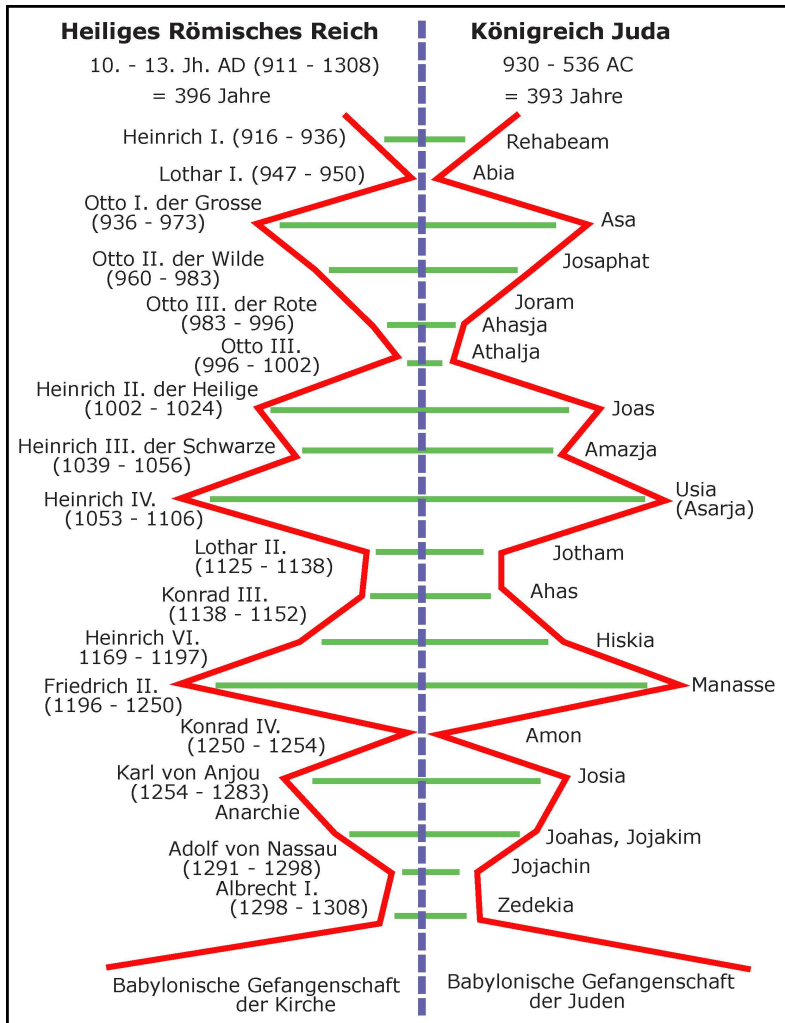 Heiliges Römisches Reich
10. - 13. Jh. AD (911 - 1308)
= 396 Jahre
Königreich Juda
930 - 536 AC
= 393 Jahre
Heinrich I. (916 - 936)
Rehabeam
Lothar I. (947 - 950)
Abia
Otto I. der Grosse
(936 - 973)
Asa
Otto II. der Wilde
(960 - 983)
Josaphat
Joram
Otto III. der Rote
(983 - 996)
Ahasja
Otto III.
(996 - 1002)
Athalja
Heinrich II. der Heilige
(1002 - 1024)
Joas
Heinrich III. der Schwarze
(1039 - 1056)
Amazja
Heinrich IV.
(1053 - 1106)
Usia
(Asarja)
Lothar II.
(1125 - 1138)
Jotham
Konrad III.
(1138 - 1152)
Ahas
Heinrich VI.
1169 - 1197)
Hiskia
Friedrich II.
(1196 - 1250)
Manasse
Konrad IV.
(1250 - 1254)
Amon
Karl von Anjou
(1254 - 1283)
Josia
Anarchie
Joahas, Jojakim
Adolf von Nassau
(1291 - 1298)
Jojachin
Albrecht I.
(1298 - 1308)
Zedekia
Babylonische Gefangenschaft
der Kirche
Babylonische Gefangenschaft
der Juden